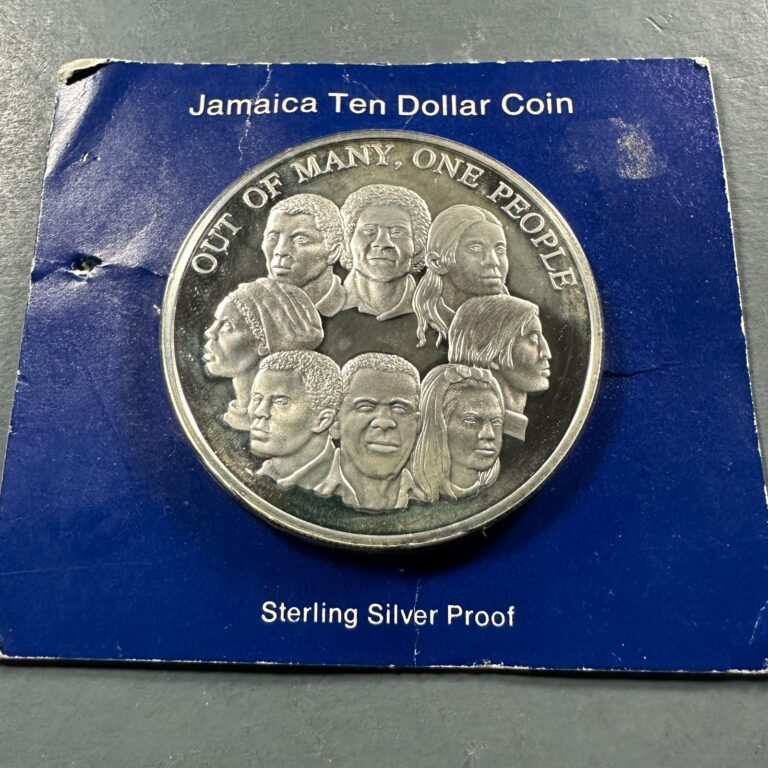 Jamaica Ten Dollar Coin
OUT OF MANY, ONE PEOPLE
Sterling Silver Proof